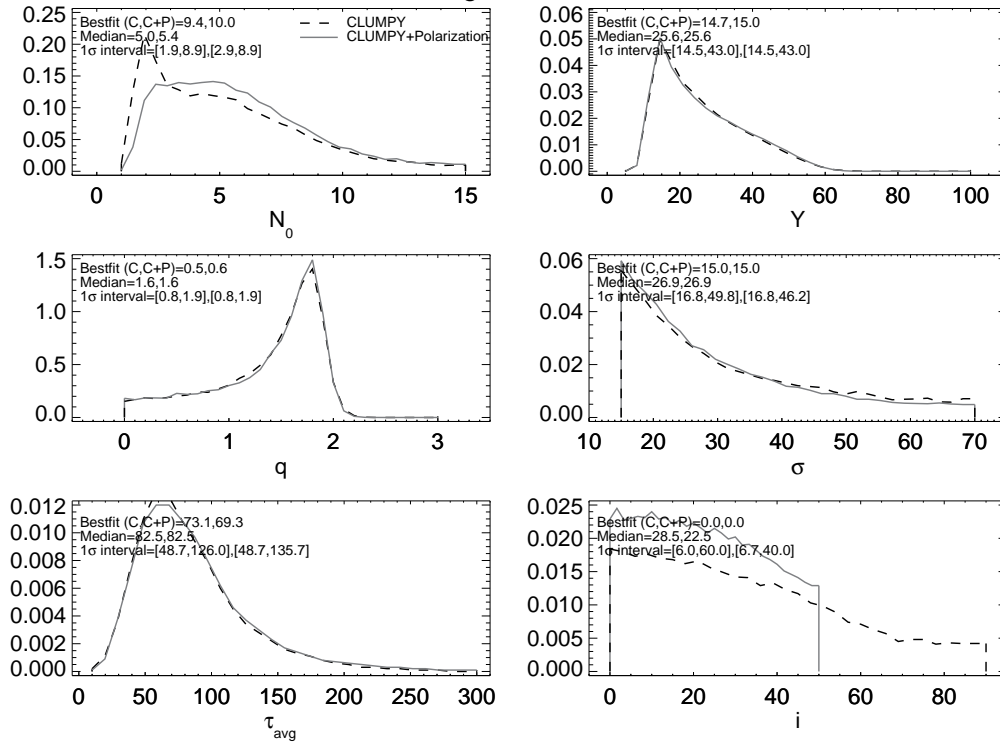 Bestfit (C,C+P)=9.4,10.0
Median=5.0,5.4
1σ interval=[1.9,8.9],[2.9,8.9]
CLUMPY
CLUMPY+Polarization
0.25
0.20
0.15
0.10
0.05
0.00
0 5 10 15
N0
Bestfit (C,C+P)=14.7,15.0
Median=25.6,25.6
1σ interval=[14.5,43.0],[14.5,43.0]
0.06
0.05
0.04
0.03
0.02
0.01
0.00
0 20 40 60 80 100
Y
Bestfit (C,C+P)=0.5,0.6
Median=1.6,1.6
1σ interval=[0.8,1.9],[0.8,1.9]
1.5
1.0
0.5
0.0
0 1 2 3
q
Bestfit (C,C+P)=15.0,15.0
Median=26.9,26.9
1σ interval=[16.8,49.8],[16.8,46.2]
0.06
0.04
0.02
0.00
10 20 30 40 50 60 70
σ
Bestfit (C,C+P)=73.1,69.3
Median=82.5,82.5
1σ interval=[48.7,126.0],[48.7,135.7]
0.012
0.010
0.008
0.006
0.004
0.002
0.000
0 50 100 150 200 250 300
τavg
Bestfit (C,C+P)=0.0,0.0
Median=28.5,22.5
1σ interval=[6.0,60.0],[6.7,40.0]
0.025
0.020
0.015
0.010
0.005
0.000
0 20 40 60 80
i